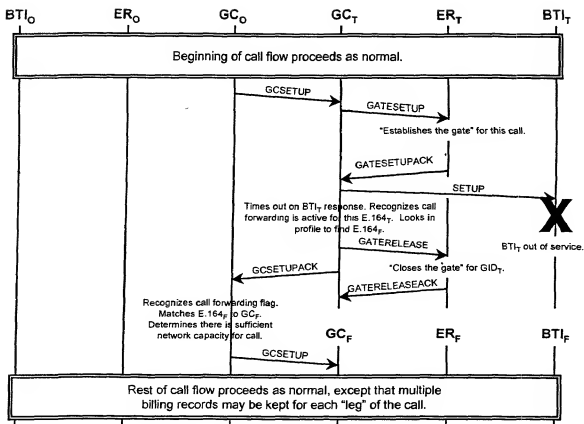 BTIO ERO GCO GCT ERT BTIT
Beginning of call flow proceeds as normal.
GCSETUP
GATESETUP
"Establishes the gate" for this call.
GATESETUPACK
SETUP
Times out on BTIT response. Recognizes call
forwarding is active for this E.164T. Looks in
profile to find E.164F.
X
BTIT out of service.
GATERELEASE
GCSETUPACK
"Closes the gate" for GIDT.
GATERELEASEACK
Recognizes call forwarding flag.
Matches E.164F to GCF.
Determines there is sufficient
network capacity for call.
GCF ERF BTIF
GCSETUP
Rest of call flow proceeds as normal, except that multiple
billing records may be kept for each "leg" of the call.